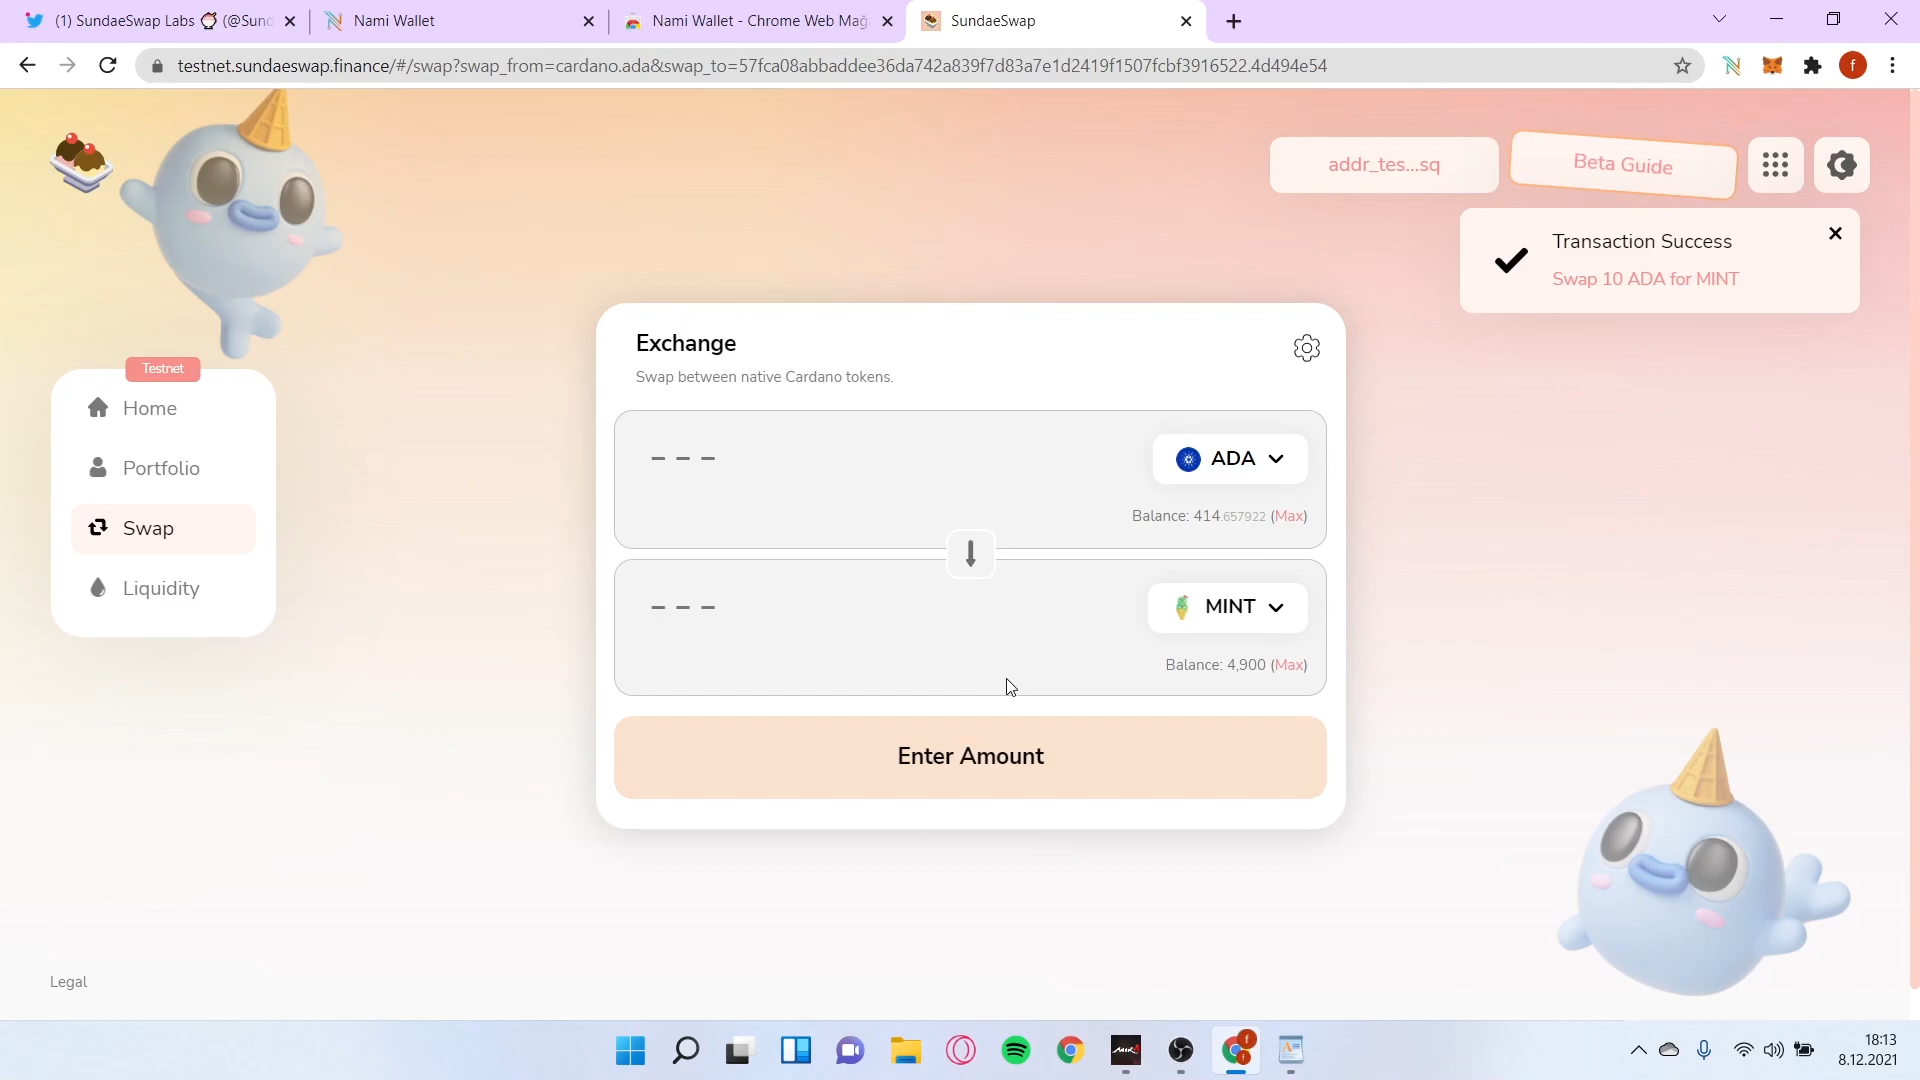 (1) SundaeSwap Labs (@Sund
Nami Wallet
Nami Wallet - Chrome Web Mağ
SundaeSwap
testnet.sundaeswap.finance/#/swap?swap_from=cardano.ada&swap_to=57fca08abbaddee36da742a839f7d83a7e1d2419f1507fcbf3916522.4d494e54
f
addr_tes...sq
Beta Guide
Transaction Success
Swap 10 ADA for MINT
Testnet
Home
Portfolio
Swap
Liquidity
Exchange
Swap between native Cardano tokens.
– – –
ADA
Balance: 414.657922 (Max)
– – –
MINT
Balance: 4,900 (Max)
Enter Amount
Legal
18:13
8.12.2021